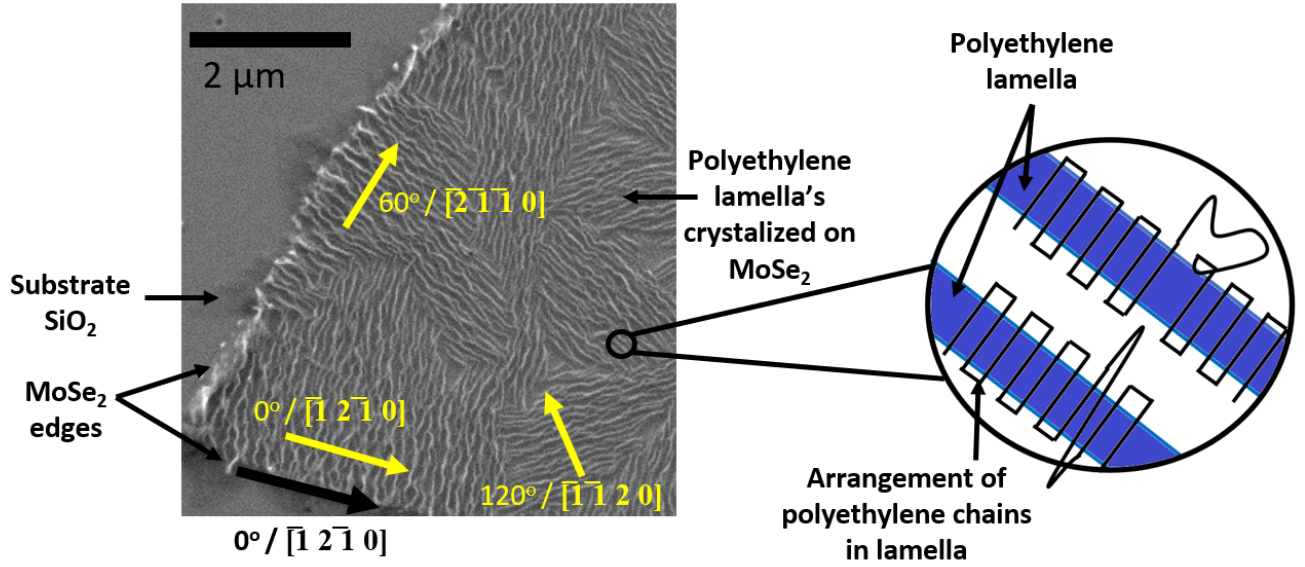 2 µm
60° / [2̅ 1̅ 1̅ 0]
Substrate
SiO₂
MoSe₂
edges
0° / [1̅ 2 1̅ 0]
120° / [1̅ 1̅ 2 0]
0° / [1̅ 2 1̅ 0]
Polyethylene
lamella's
crystalized on
MoSe₂
Polyethylene
lamella
Arrangement of
polyethylene chains
in lamella